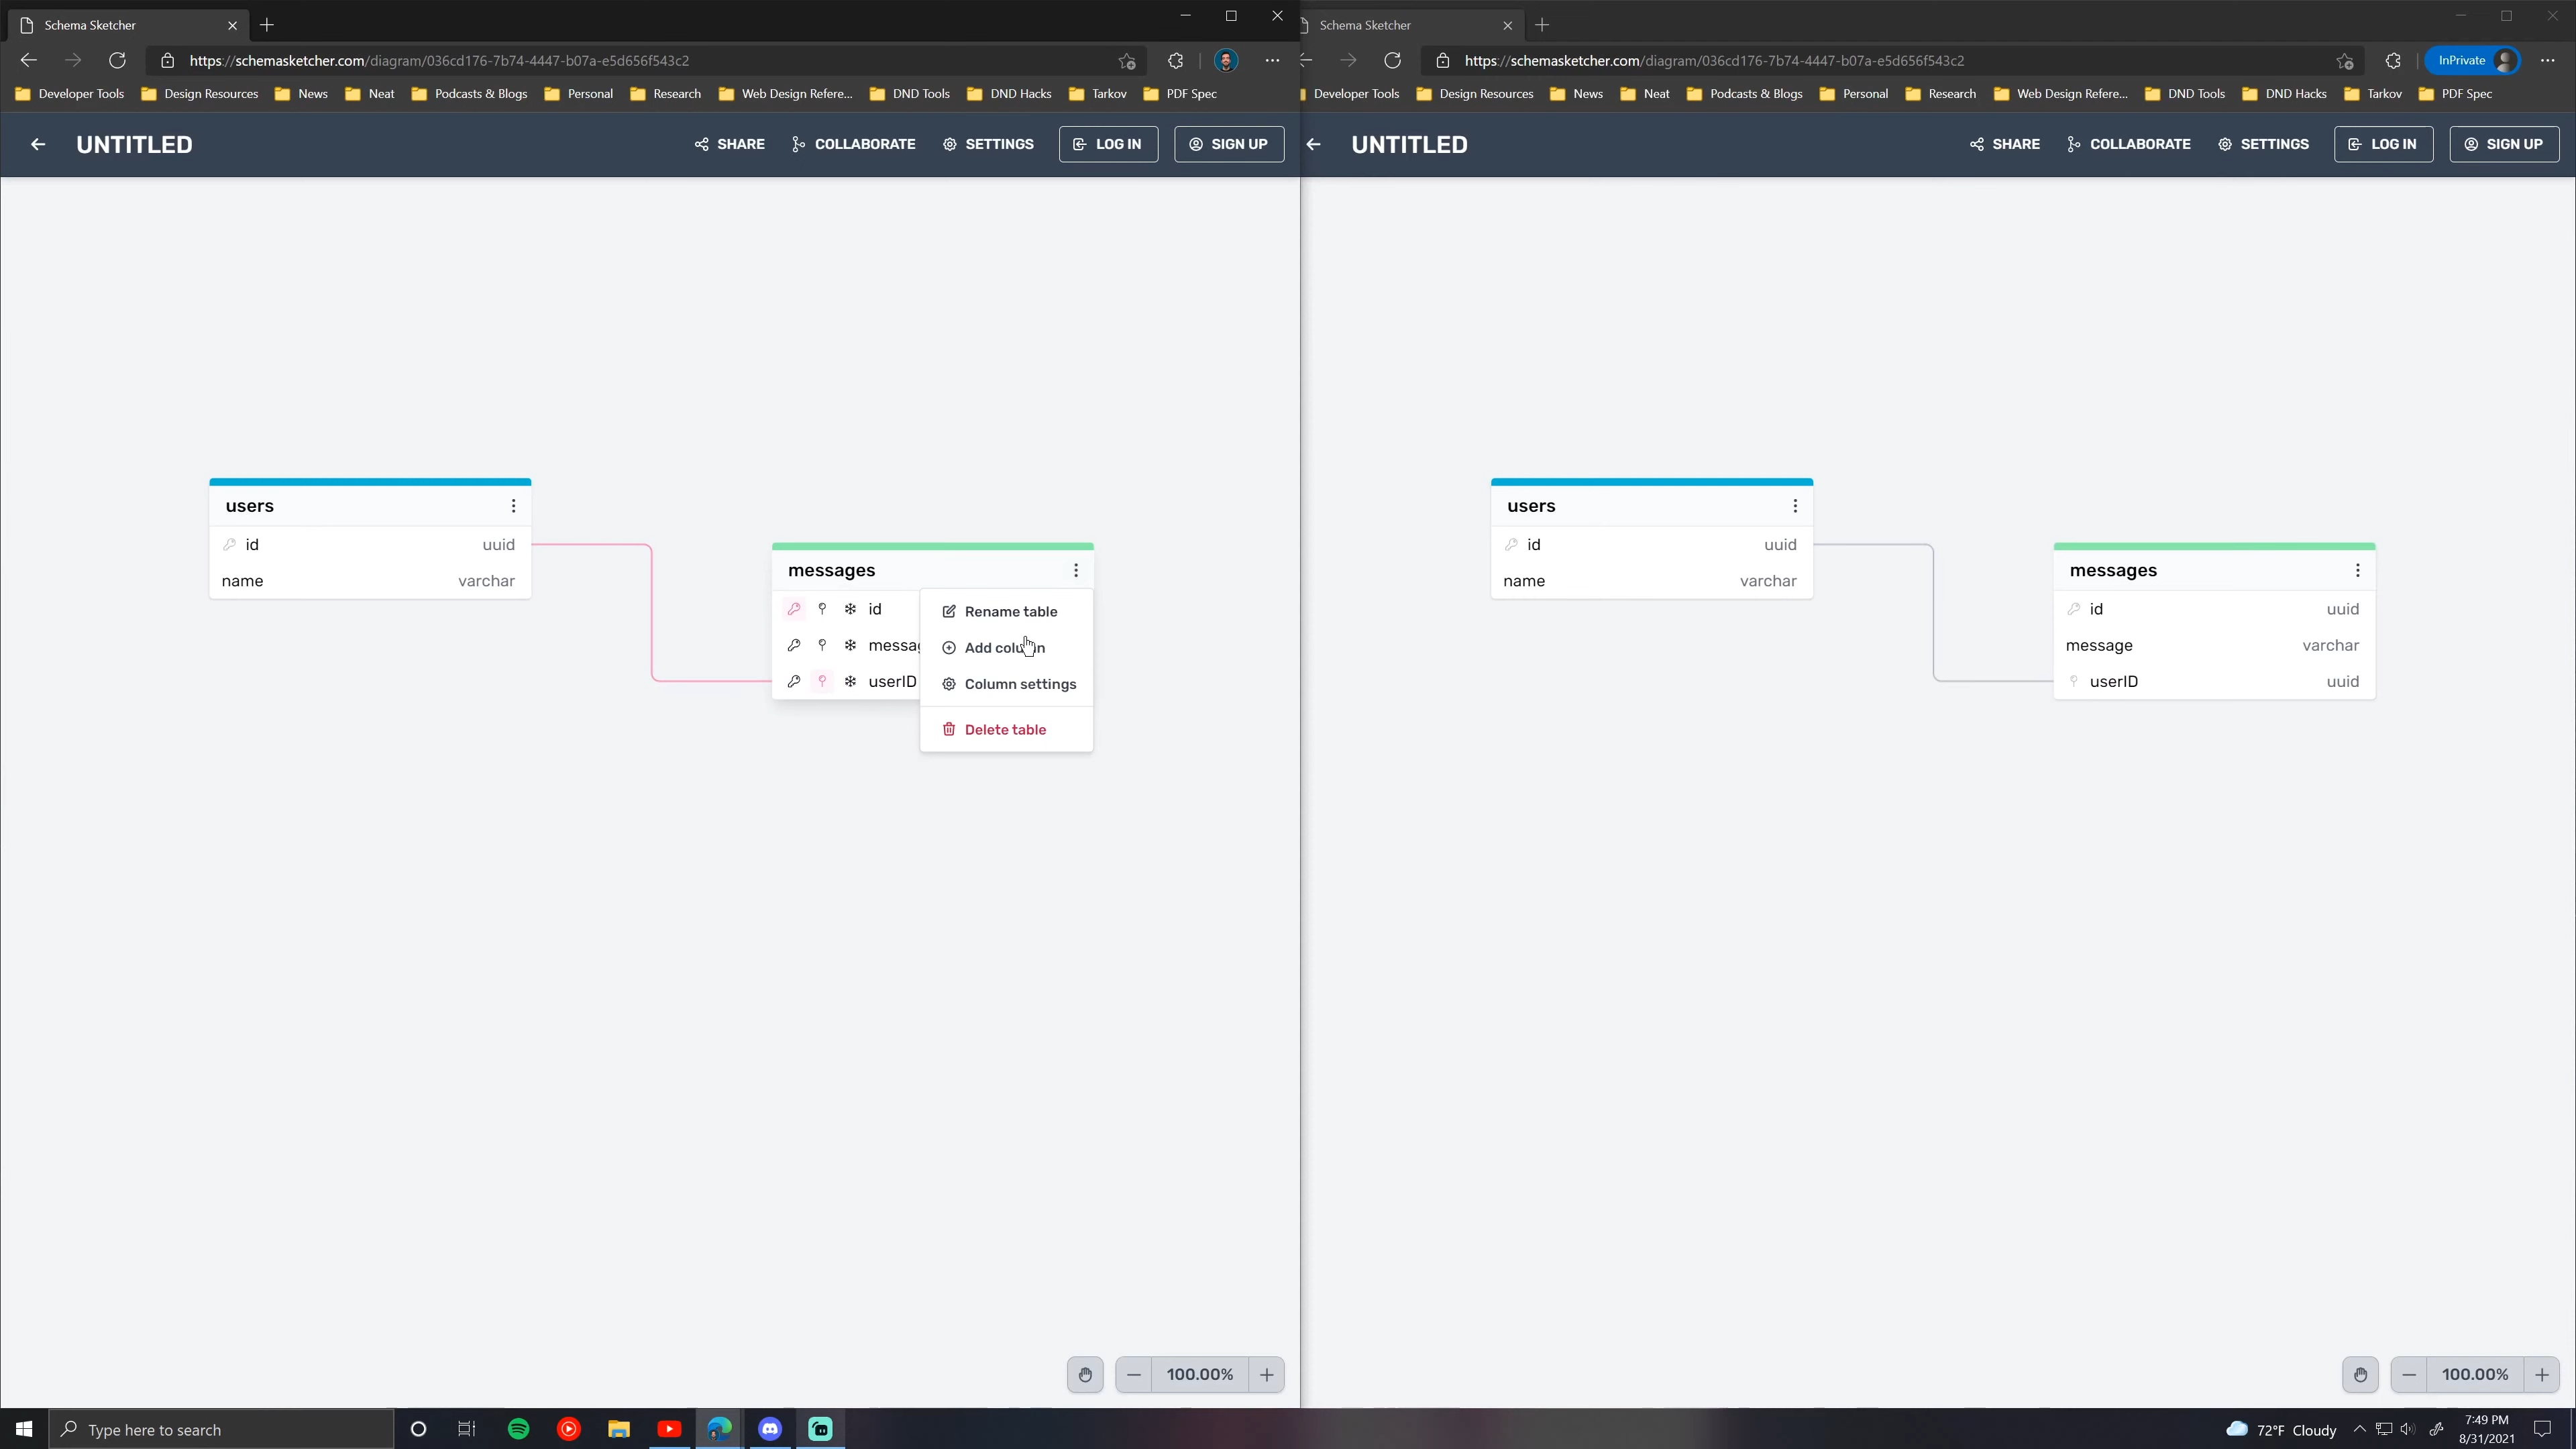 Schema Sketcher
https://schemasketcher.com/diagram/036cd176-7b74-4447-b07a-e5d656f543c2
Developer Tools Design Resources News Neat Podcasts & Blogs Personal Research Web Design Refere... DND Tools DND Hacks Tarkov PDF Spec
UNTITLED SHARE COLLABORATE SETTINGS LOG IN SIGN UP
users
id uuid
name varchar
messages
id
messag
userID
Rename table
Add column
Column settings
Delete table
100.00%
Schema Sketcher
https://schemasketcher.com/diagram/036cd176-7b74-4447-b07a-e5d656f543c2
InPrivate
Developer Tools Design Resources News Neat Podcasts & Blogs Personal Research Web Design Refere... DND Tools DND Hacks Tarkov PDF Spec
UNTITLED SHARE COLLABORATE SETTINGS LOG IN SIGN UP
users
id uuid
name varchar
messages
id uuid
message varchar
userID uuid
100.00%
Type here to search
72°F Cloudy
7:49 PM
8/31/2021